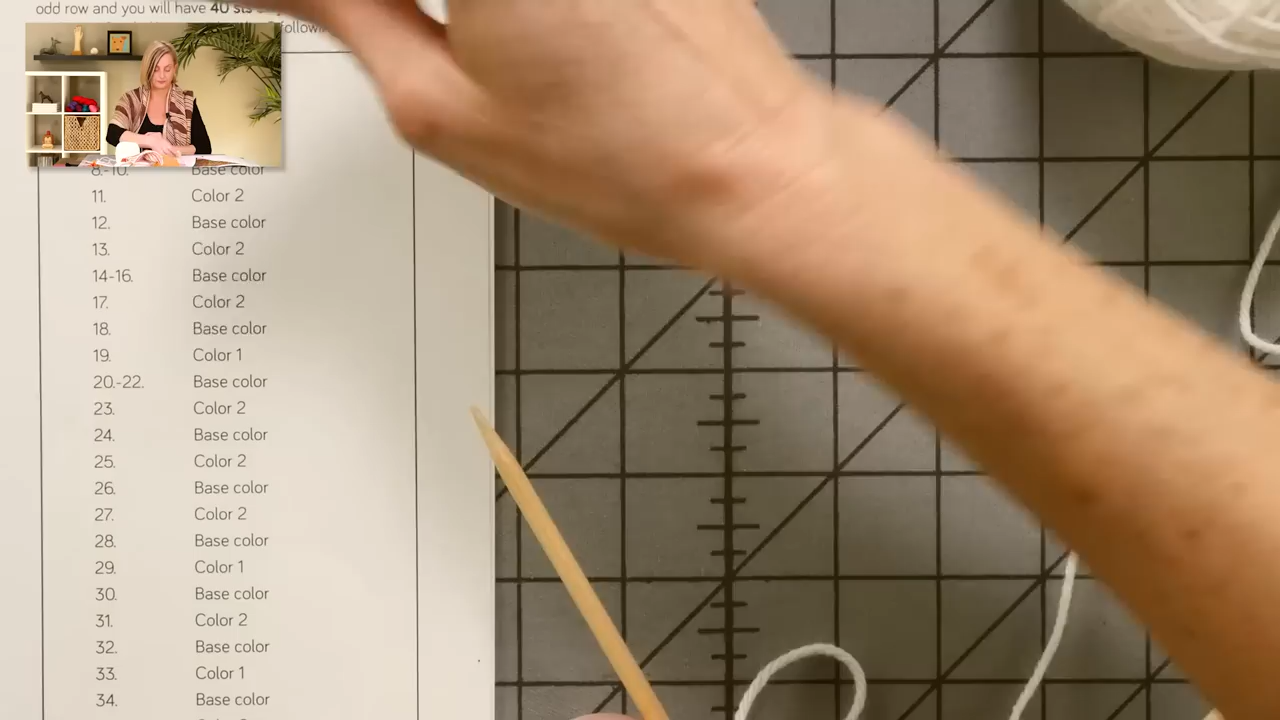 odd row and you will have 40 sts
8.-10. Base color
11. Color 2
12. Base color
13. Color 2
14-16. Base color
17. Color 2
18. Base color
19. Color 1
20.-22. Base color
23. Color 2
24. Base color
25. Color 2
26. Base color
27. Color 2
28. Base color
29. Color 1
30. Base color
31. Color 2
32. Base color
33. Color 1
34. Base color